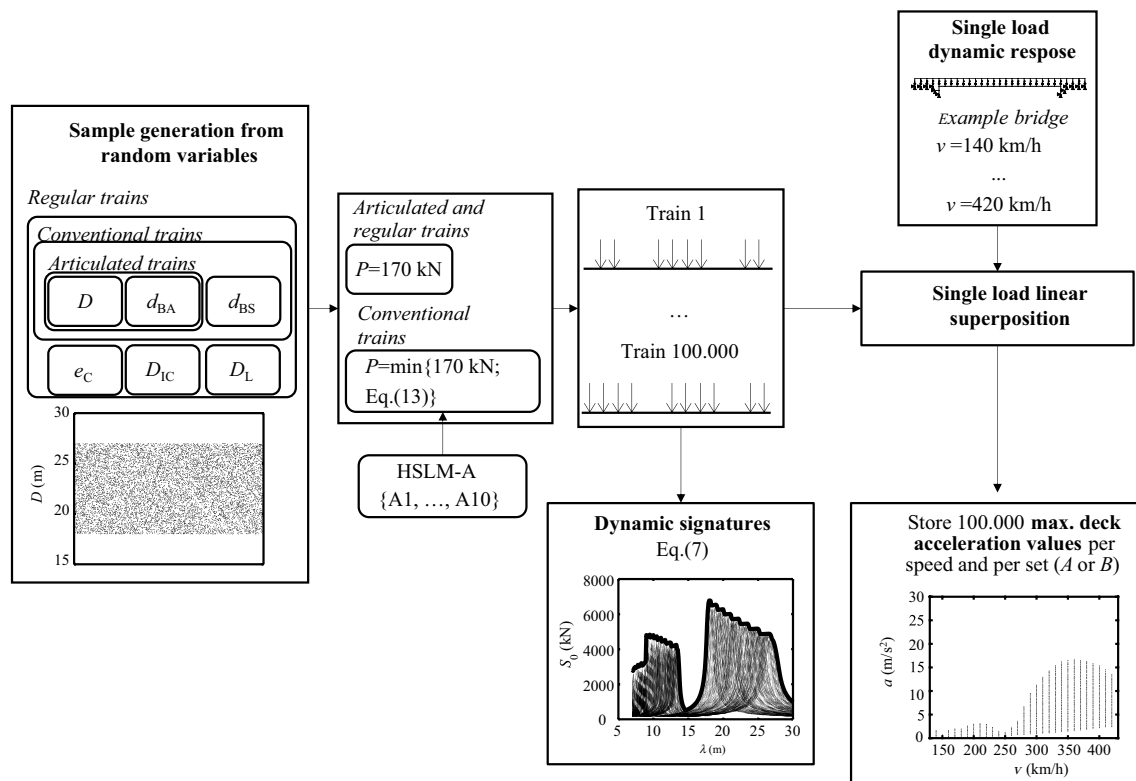 Sample generation from
random variables
Regular trains
Conventional trains
Articulated trains
D
d_BA
d_BS
e_C
D_IC
D_L
30
25
20
15
D (m)
Articulated and
regular trains
P=170 kN
Conventional
trains
P=min{170 kN;
Eq.(13)}
HSLM-A
{A1, …, A10}
Train 1
…
Train 100.000
Dynamic signatures
Eq.(7)
8000
6000
4000
2000
0
S_0 (kN)
5 10 15 20 25 30
λ (m)
Single load
dynamic respose
Example bridge
v =140 km/h
...
v =420 km/h
Single load linear
superposition
Store 100.000 max. deck
acceleration values per
speed and per set (A or B)
30
25
20
15
10
5
0
a (m/s²)
150 200 250 300 350 400
v (km/h)